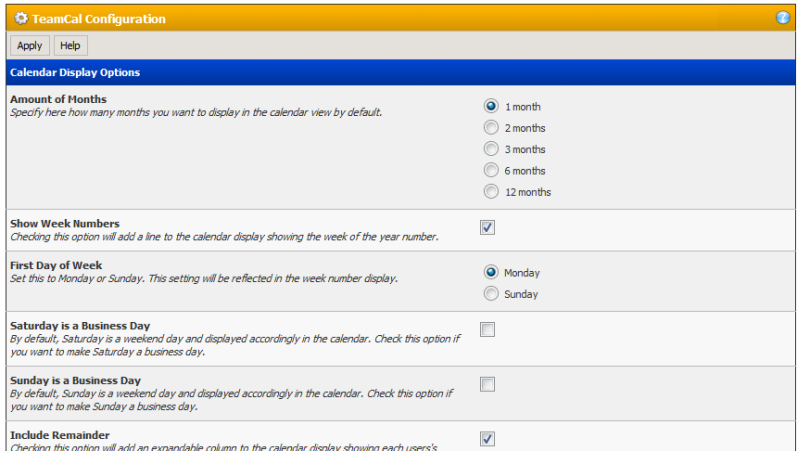 TeamCal Configuration
Apply Help
Calendar Display Options
Amount of Months
Specify here how many months you want to display in the calendar view by default.
1 month
2 months
3 months
6 months
12 months
Show Week Numbers
Checking this option will add a line to the calendar display showing the week of the year number.
First Day of Week
Set this to Monday or Sunday. This setting will be reflected in the week number display.
Monday
Sunday
Saturday is a Business Day
By default, Saturday is a weekend day and displayed accordingly in the calendar. Check this option if
you want to make Saturday a business day.
Sunday is a Business Day
By default, Sunday is a weekend day and displayed accordingly in the calendar. Check this option if
you want to make Sunday a business day.
Include Remainder
Checking this option will add an expandable column to the calendar display showing each users's